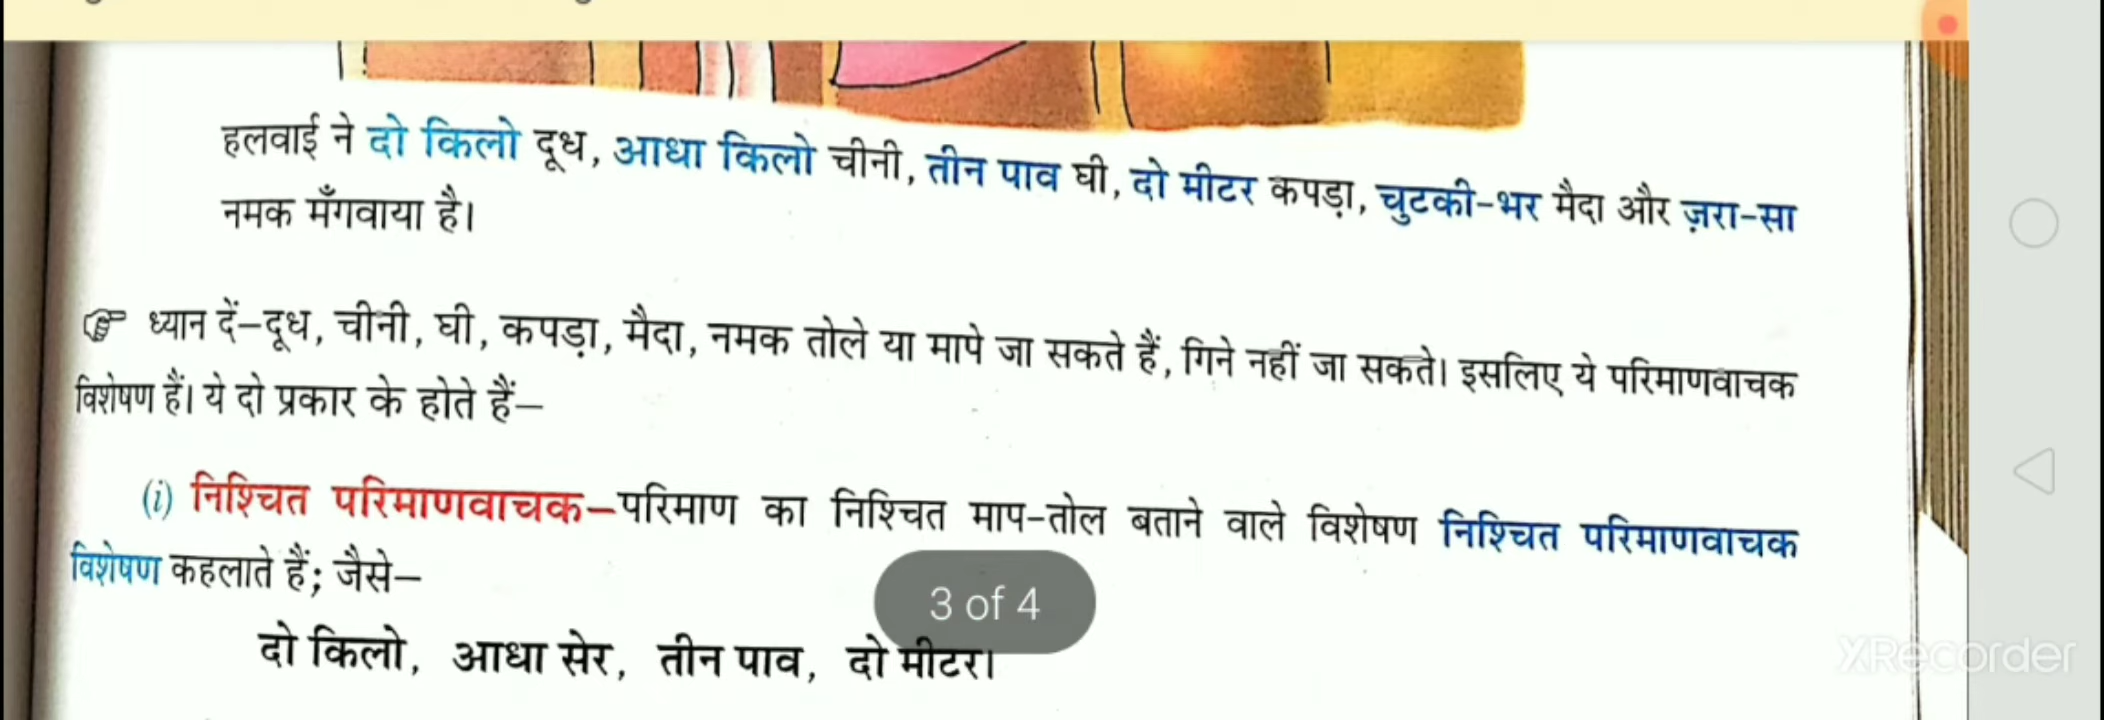 हलवाई ने दो किलो दूध, आधा किलो चीनी, तीन पाव घी, दो मीटर कपड़ा, चुटकी-भर मैदा और ज़रा-सा
नमक मँगवाया है।
ध्यान दें–दूध, चीनी, घी, कपड़ा, मैदा, नमक तोले या मापे जा सकते हैं, गिने नहीं जा सकते। इसलिए ये परिमाणवाचक
विशेषण हैं। ये दो प्रकार के होते हैं–
(i) निश्चित परिमाणवाचक–परिमाण का निश्चित माप-तोल बताने वाले विशेषण निश्चित परिमाणवाचक
विशेषण कहलाते हैं; जैसे–
3 of 4
दो किलो, आधा सेर, तीन पाव, दो मीटर।
XRecorder